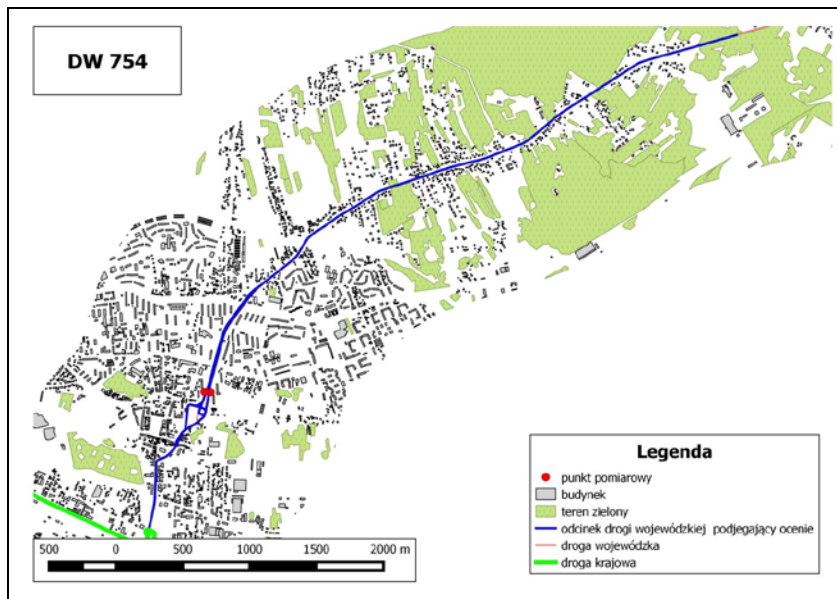 DW 754
Legenda
punkt pomiarowy
budynek
teren zielony
odcinek drogi wojewódzkiej podjegający ocenie
droga wojewódzka
droga krajowa
500 0 500 1000 1500 2000 m